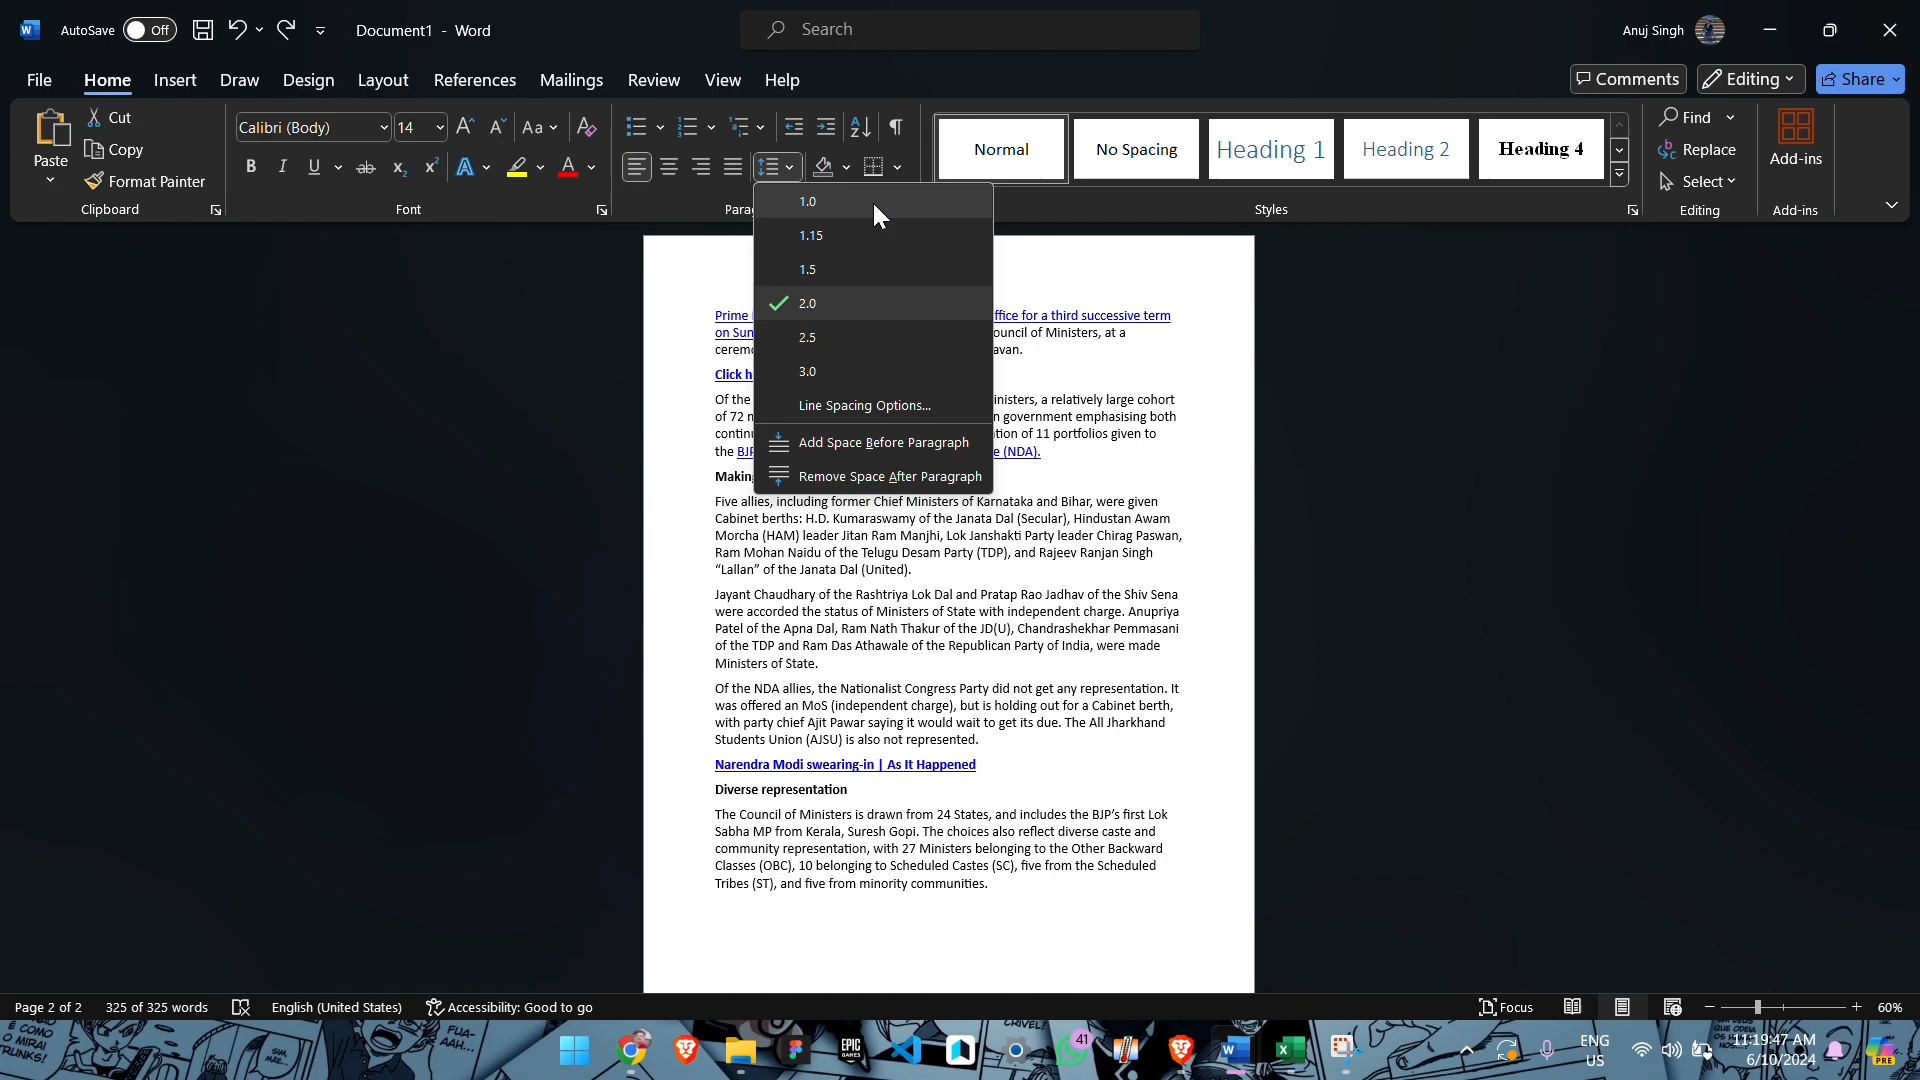 AutoSave Off Document1 - Word Search Anuj Singh
File Home Insert Draw Design Layout References Mailings Review View Help Comments Editing Share
Paste Cut Copy Format Painter Clipboard
Calibri (Body) 14 Aa Font
No Spacing Normal Heading 1 Heading 2 Heading 4 Styles
Find Replace Select Editing
Add-ins Add-ins
1.0
1.15
1.5
2.0
2.5
3.0
Line Spacing Options...
Add Space Before Paragraph
Remove Space After Paragraph
Prime ffice for a third successive term
on Sun ouncil of Ministers, at a
ceremo avan.
Click h
Of the inisters, a relatively large cohort
of 72 n government emphasising both
continu tion of 11 portfolios given to
the BJP e (NDA).
Making
Five allies, including former Chief Ministers of Karnataka and Bihar, were given
Cabinet berths: H.D. Kumaraswamy of the Janata Dal (Secular), Hindustan Awam
Morcha (HAM) leader Jitan Ram Manjhi, Lok Janshakti Party leader Chirag Paswan,
Ram Mohan Naidu of the Telugu Desam Party (TDP), and Rajeev Ranjan Singh
“Lallan” of the Janata Dal (United).
Jayant Chaudhary of the Rashtriya Lok Dal and Pratap Rao Jadhav of the Shiv Sena
were accorded the status of Ministers of State with independent charge. Anupriya
Patel of the Apna Dal, Ram Nath Thakur of the JD(U), Chandrashekhar Pemmasani
of the TDP and Ram Das Athawale of the Republican Party of India, were made
Ministers of State.
Of the NDA allies, the Nationalist Congress Party did not get any representation. It
was offered an MoS (independent charge), but is holding out for a Cabinet berth,
with party chief Ajit Pawar saying it would wait to get its due. The All Jharkhand
Students Union (AJSU) is also not represented.
Narendra Modi swearing-in | As It Happened
Diverse representation
The Council of Ministers is drawn from 24 States, and includes the BJP’s first Lok
Sabha MP from Kerala, Suresh Gopi. The choices also reflect diverse caste and
community representation, with 27 Ministers belonging to the Other Backward
Classes (OBC), 10 belonging to Scheduled Castes (SC), five from the Scheduled
Tribes (ST), and five from minority communities.
Page 2 of 2 325 of 325 words English (United States) Accessibility: Good to go Focus 60%
EPIC GAMES 41 ENG US 11:19:47 AM 6/10/2024 PRE